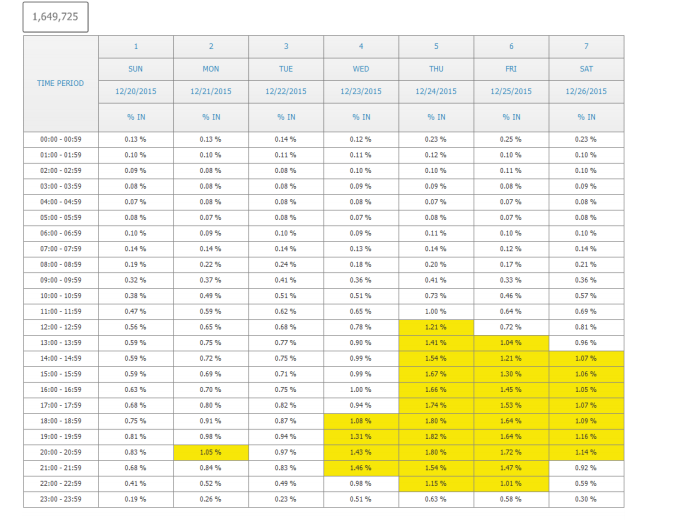 1,649,725
TIME PERIOD 1 2 3 4 5 6 7
SUN MON TUE WED THU FRI SAT
12/20/2015 12/21/2015 12/22/2015 12/23/2015 12/24/2015 12/25/2015 12/26/2015
% IN % IN % IN % IN % IN % IN % IN
00:00 - 00:59 0.13 % 0.13 % 0.14 % 0.12 % 0.23 % 0.25 % 0.23 %
01:00 - 01:59 0.10 % 0.10 % 0.11 % 0.11 % 0.12 % 0.10 % 0.10 %
02:00 - 02:59 0.09 % 0.08 % 0.08 % 0.10 % 0.10 % 0.11 % 0.10 %
03:00 - 03:59 0.08 % 0.08 % 0.08 % 0.09 % 0.09 % 0.08 % 0.09 %
04:00 - 04:59 0.07 % 0.08 % 0.08 % 0.08 % 0.07 % 0.07 % 0.08 %
05:00 - 05:59 0.08 % 0.07 % 0.08 % 0.07 % 0.08 % 0.07 % 0.08 %
06:00 - 06:59 0.10 % 0.09 % 0.10 % 0.09 % 0.11 % 0.10 % 0.10 %
07:00 - 07:59 0.14 % 0.14 % 0.14 % 0.13 % 0.14 % 0.12 % 0.14 %
08:00 - 08:59 0.19 % 0.22 % 0.24 % 0.18 % 0.20 % 0.17 % 0.21 %
09:00 - 09:59 0.32 % 0.37 % 0.41 % 0.36 % 0.41 % 0.33 % 0.36 %
10:00 - 10:59 0.38 % 0.49 % 0.51 % 0.51 % 0.73 % 0.46 % 0.57 %
11:00 - 11:59 0.47 % 0.59 % 0.62 % 0.65 % 1.00 % 0.64 % 0.69 %
12:00 - 12:59 0.56 % 0.65 % 0.68 % 0.78 % 1.21 % 0.72 % 0.81 %
13:00 - 13:59 0.59 % 0.75 % 0.77 % 0.90 % 1.41 % 1.04 % 0.96 %
14:00 - 14:59 0.59 % 0.72 % 0.75 % 0.99 % 1.54 % 1.21 % 1.07 %
15:00 - 15:59 0.59 % 0.69 % 0.71 % 0.99 % 1.67 % 1.30 % 1.06 %
16:00 - 16:59 0.63 % 0.70 % 0.75 % 1.00 % 1.66 % 1.45 % 1.05 %
17:00 - 17:59 0.68 % 0.80 % 0.82 % 0.94 % 1.74 % 1.53 % 1.07 %
18:00 - 18:59 0.75 % 0.91 % 0.87 % 1.08 % 1.80 % 1.64 % 1.09 %
19:00 - 19:59 0.81 % 0.98 % 0.94 % 1.31 % 1.82 % 1.64 % 1.16 %
20:00 - 20:59 0.83 % 1.05 % 0.97 % 1.43 % 1.80 % 1.72 % 1.14 %
21:00 - 21:59 0.68 % 0.84 % 0.83 % 1.46 % 1.54 % 1.47 % 0.92 %
22:00 - 22:59 0.41 % 0.52 % 0.49 % 0.98 % 1.15 % 1.01 % 0.59 %
23:00 - 23:59 0.19 % 0.26 % 0.23 % 0.51 % 0.63 % 0.58 % 0.30 %